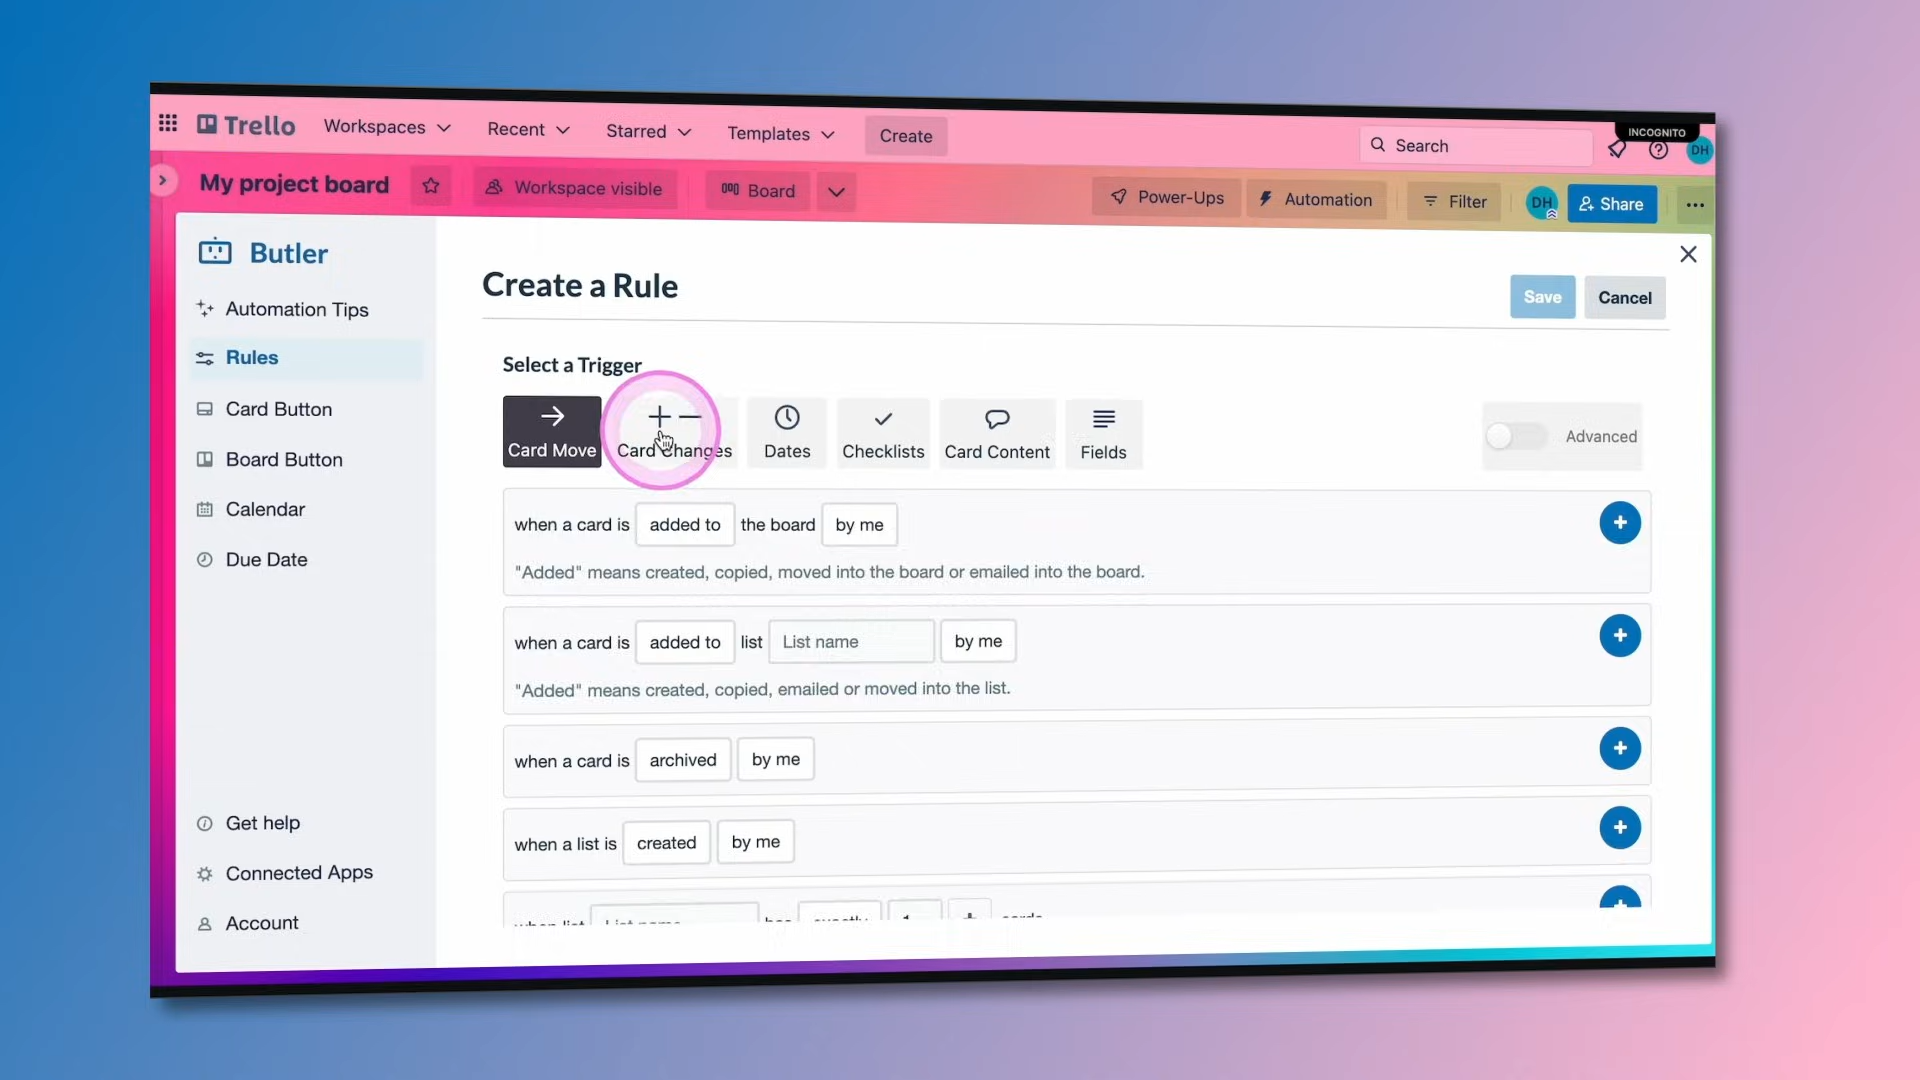 Trello Workspaces Recent Starred Templates Create Search INCOGNITO DH
My project board Workspace visible Board Power-Ups Automation Filter DH Share
Butler
Automation Tips
Rules
Card Button
Board Button
Calendar
Due Date
Get help
Connected Apps
Account
Create a Rule
Save Cancel
Select a Trigger
Card Move Card Changes Dates Checklists Card Content Fields Advanced
when a card is added to the board by me
"Added" means created, copied, moved into the board or emailed into the board.
when a card is added to list List name by me
"Added" means created, copied, emailed or moved into the list.
when a card is archived by me
when a list is created by me